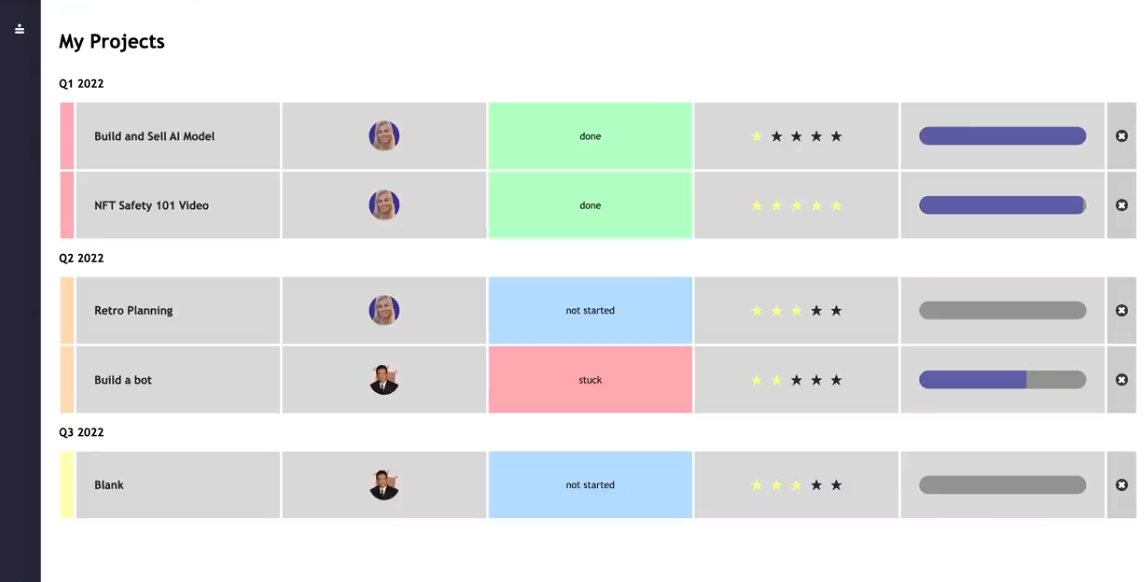 My Projects
Q1 2022
Build and Sell AI Model
done
NFT Safety 101 Video
done
Q2 2022
Retro Planning
not started
Build a bot
stuck
Q3 2022
Blank
not started